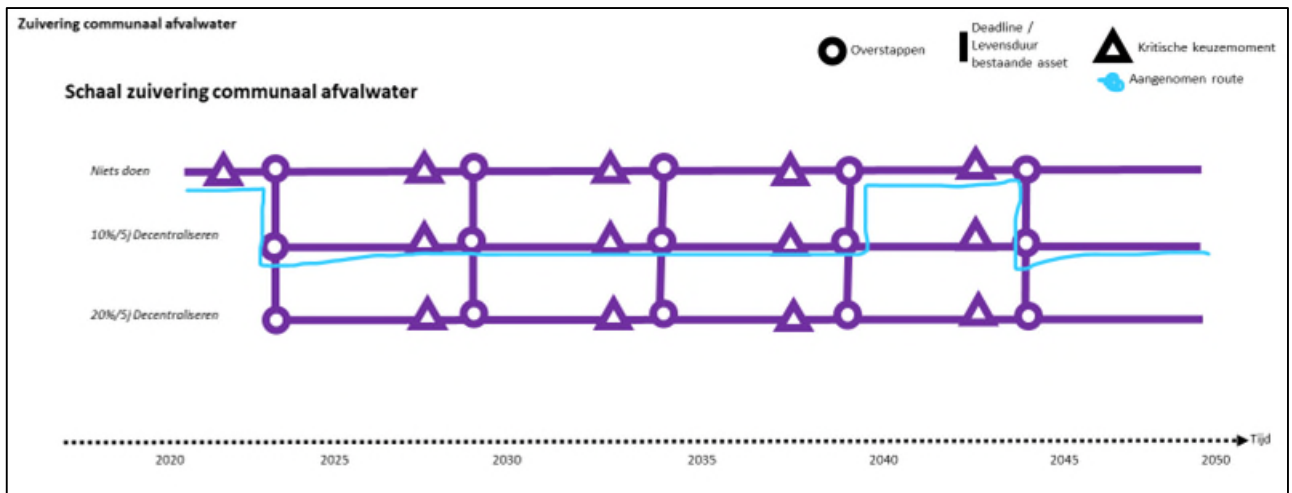 Zuivering communaal afvalwater
Overstappen
Deadline /
Levensduur
bestaande asset
Kritische keuzemoment
Aangenomen route
Schaal zuivering communaal afvalwater
Niets doen
10%/5j Decentraliseren
20%/5j Decentraliseren
Tijd
2020 2025 2030 2035 2040 2045 2050